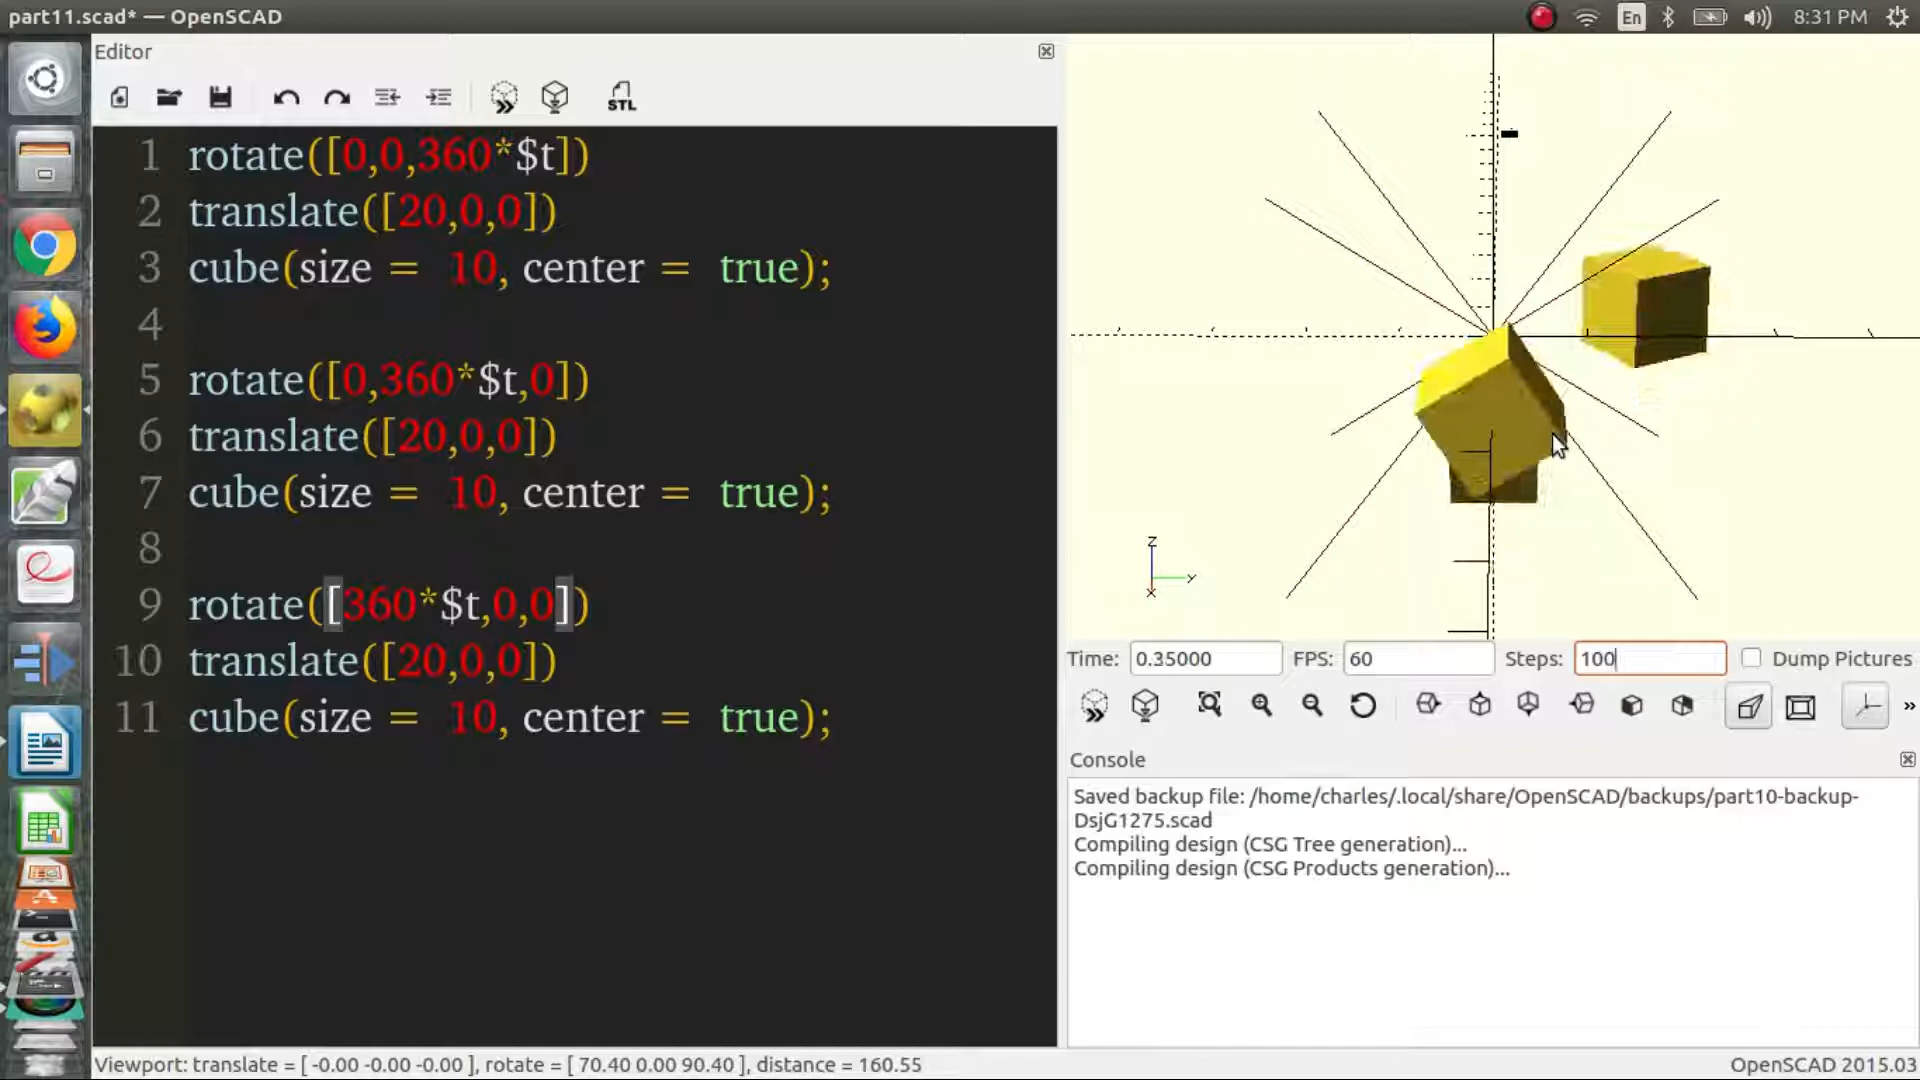 part11.scad* — OpenSCAD
En
8:31 PM
Editor
STL
1 rotate([0,0,360*$t])
2 translate([20,0,0])
3 cube(size = 10, center = true);
4
5 rotate([0,360*$t,0])
6 translate([20,0,0])
7 cube(size = 10, center = true);
8
9 rotate([360*$t,0,0])
10 translate([20,0,0])
11 cube(size = 10, center = true);
z
y
x
Time: 0.35000 FPS: 60 Steps: 100 Dump Pictures
»
Console
Saved backup file: /home/charles/.local/share/OpenSCAD/backups/part10-backup-
DsjG1275.scad
Compiling design (CSG Tree generation)...
Compiling design (CSG Products generation)...
Viewport: translate = [ -0.00 -0.00 -0.00 ], rotate = [ 70.40 0.00 90.40 ], distance = 160.55
OpenSCAD 2015.03